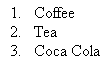 1. Coffee
2. Tea
3. Coca Cola